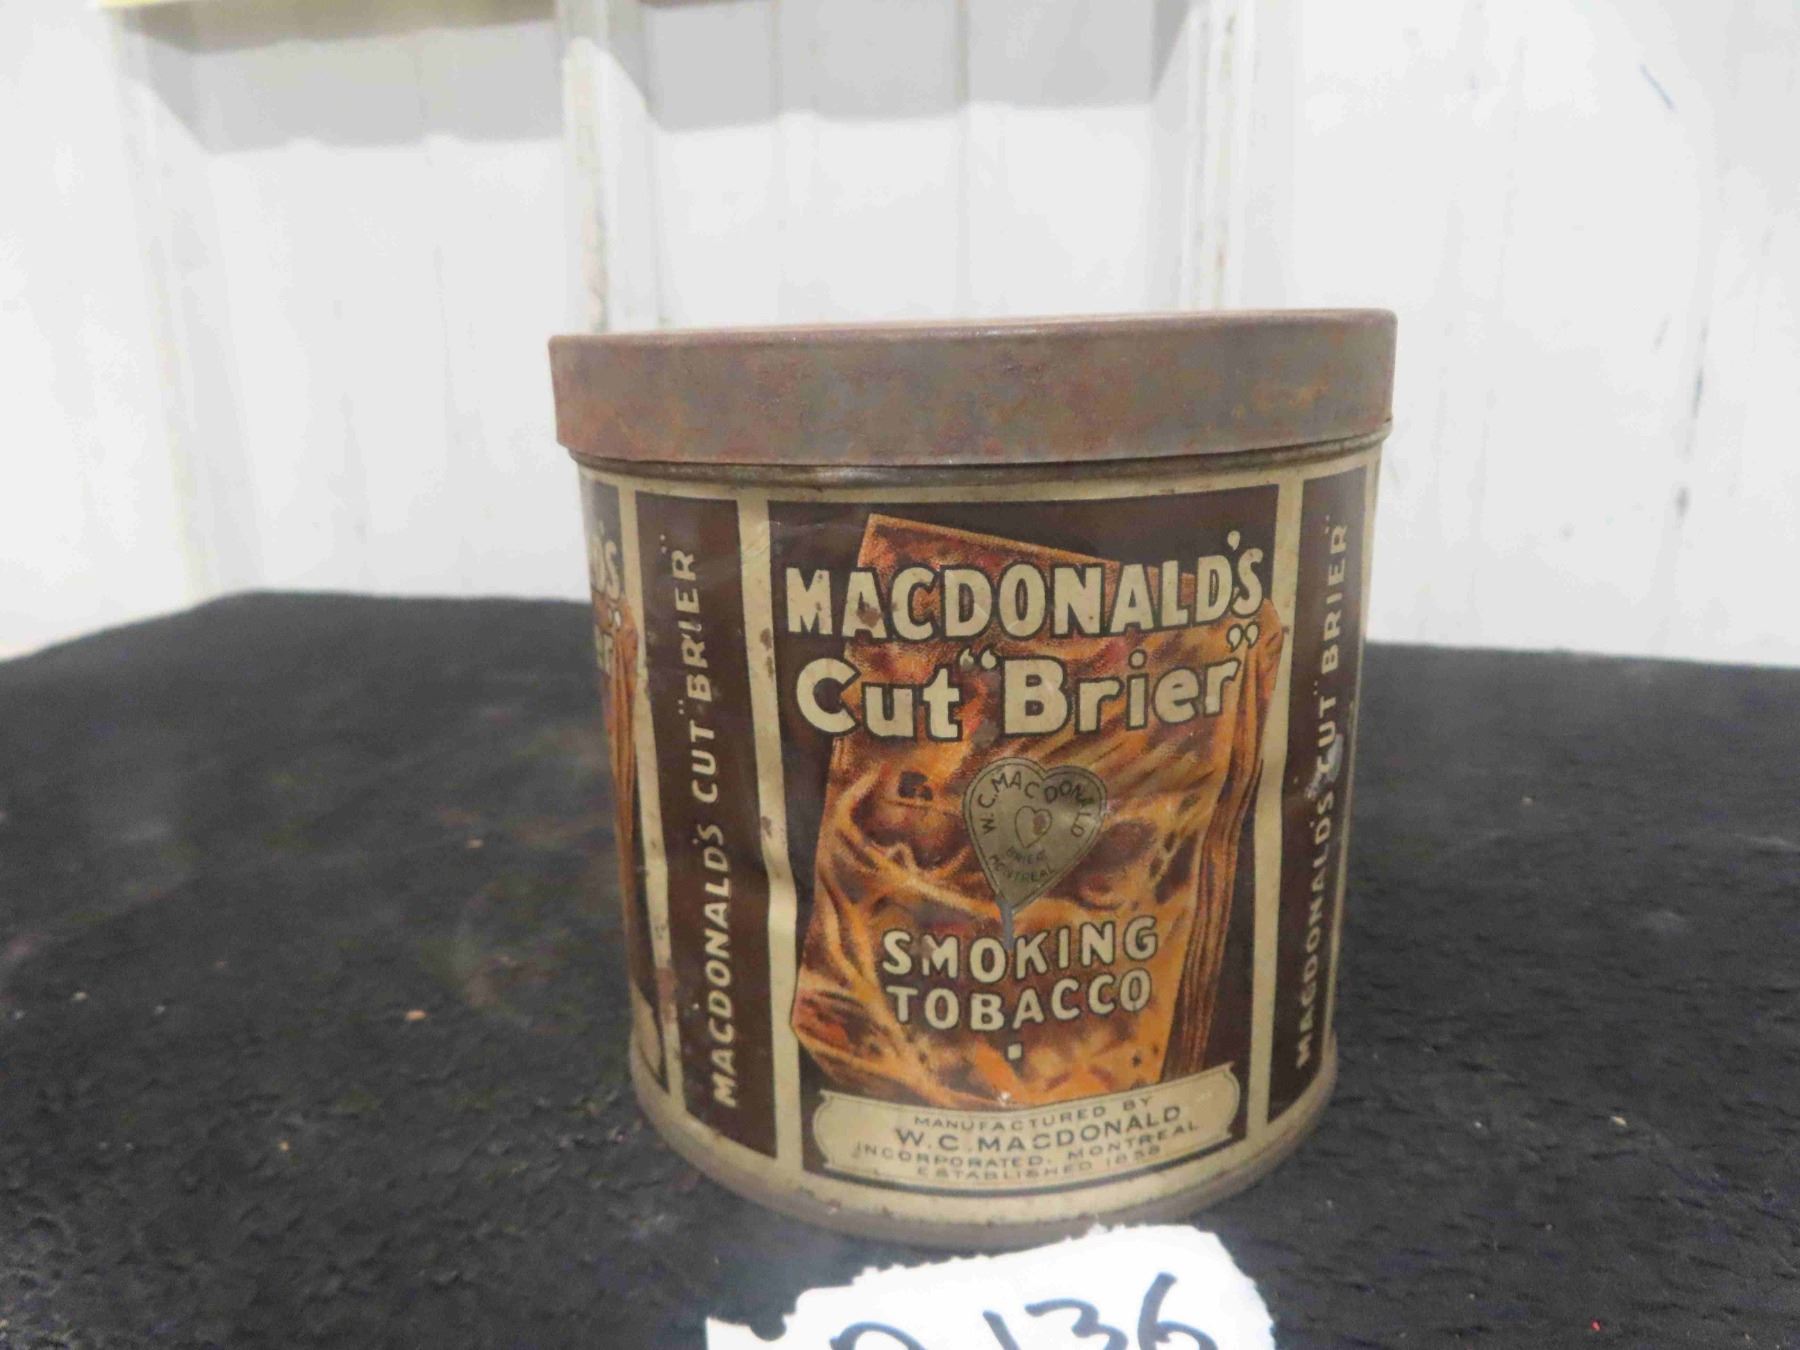 MACDONALD'S
Cut "Brier"
W.C. MACDONALD
BRIER
MONTREAL
SMOKING
TOBACCO
MANUFACTURED BY
W.C. MACDONALD
INCORPORATED, MONTREAL
ESTABLISHED 1858
MACDONALD'S CUT "BRIER"
MACDONALD'S CUT "BRIER"
136